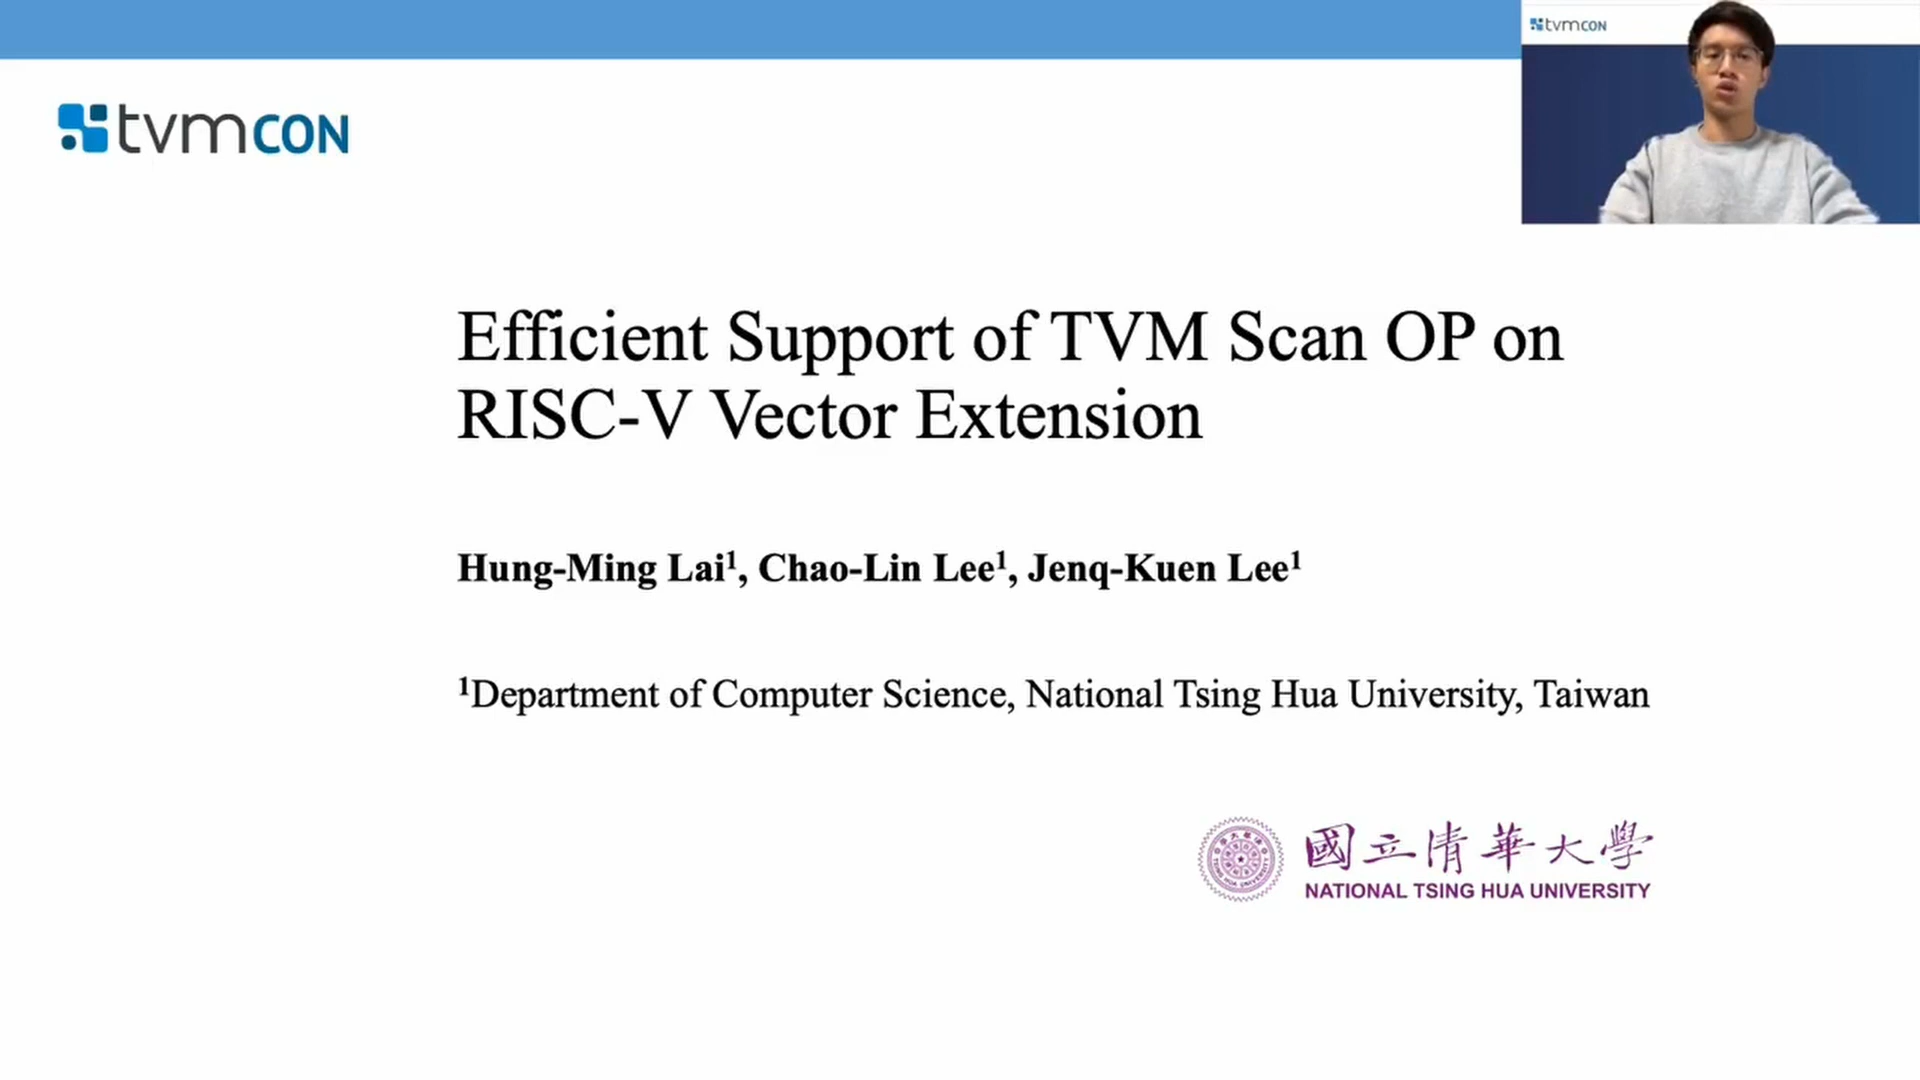 tvmcon
tvmcon
Efficient Support of TVM Scan OP on
RISC-V Vector Extension
Hung-Ming Lai¹, Chao-Lin Lee¹, Jenq-Kuen Lee¹
¹Department of Computer Science, National Tsing Hua University, Taiwan
國立清華大學
NATIONAL TSING HUA UNIVERSITY